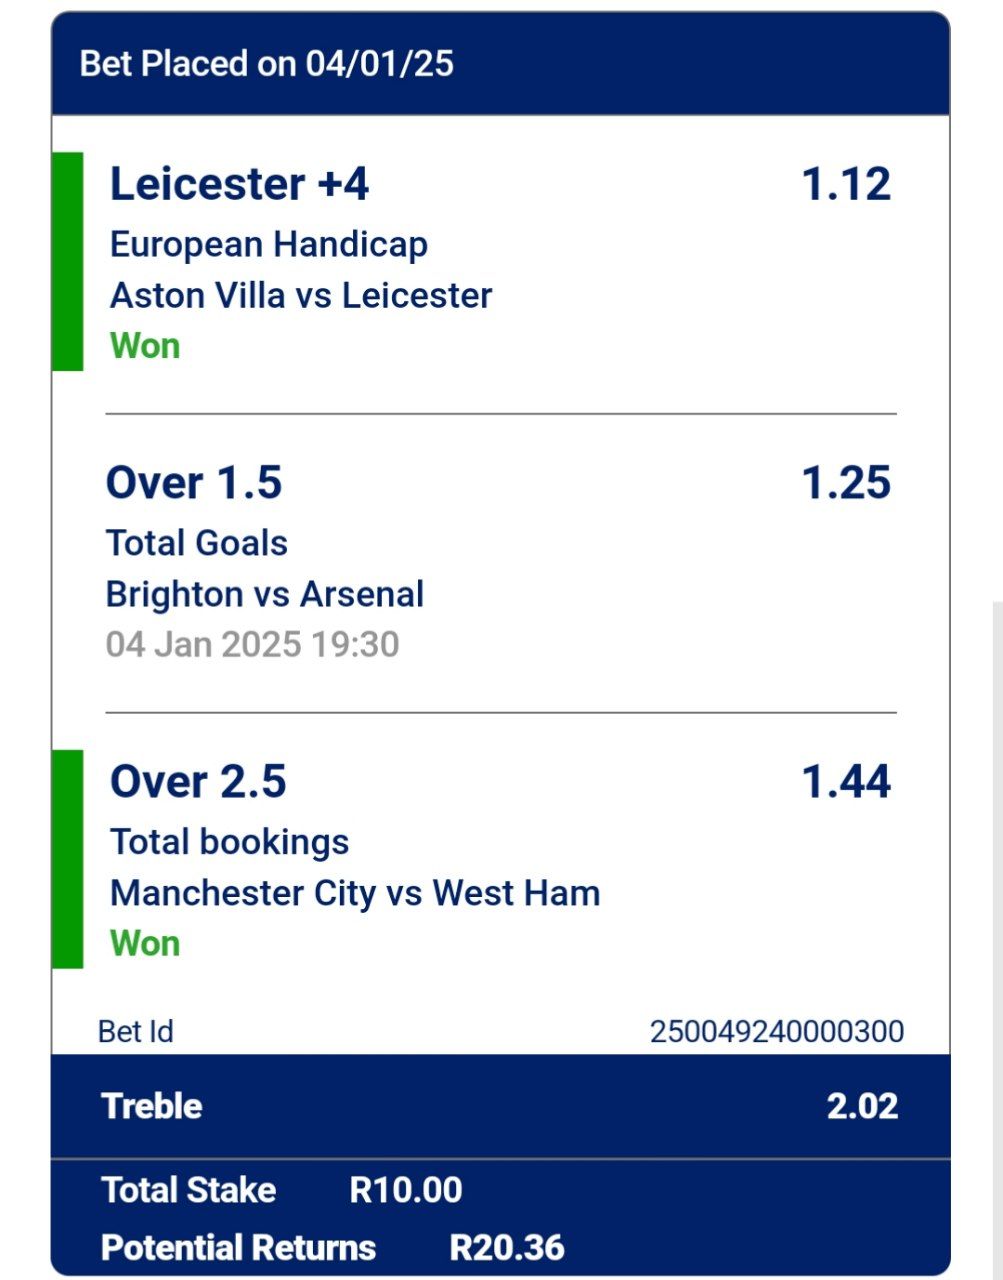 Bet Placed on 04/01/25
Leicester +4 1.12
European Handicap
Aston Villa vs Leicester
Won
Over 1.5 1.25
Total Goals
Brighton vs Arsenal
04 Jan 2025 19:30
Over 2.5 1.44
Total bookings
Manchester City vs West Ham
Won
Bet Id 250049240000300
Treble 2.02
Total Stake R10.00
Potential Returns R20.36